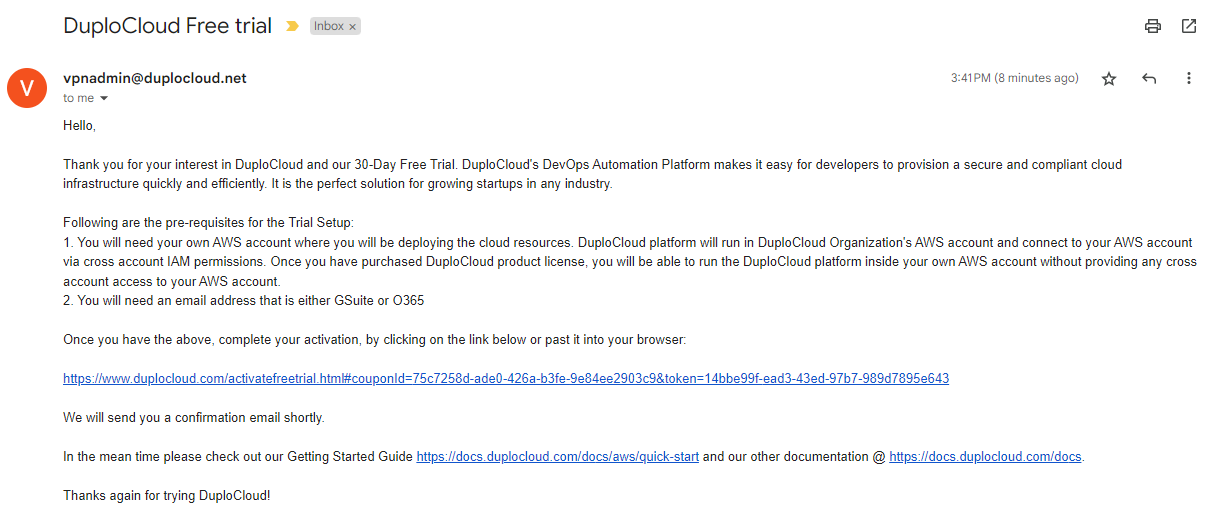 DuploCloud Free trial
Inbox ×
V
vpnadmin@duplocloud.net
3:41 PM (8 minutes ago)
to me
Hello,
Thank you for your interest in DuploCloud and our 30-Day Free Trial. DuploCloud's DevOps Automation Platform makes it easy for developers to provision a secure and compliant cloud
infrastructure quickly and efficiently. It is the perfect solution for growing startups in any industry.
Following are the pre-requisites for the Trial Setup:
1. You will need your own AWS account where you will be deploying the cloud resources. DuploCloud platform will run in DuploCloud Organization's AWS account and connect to your AWS account
via cross account IAM permissions. Once you have purchased DuploCloud product license, you will be able to run the DuploCloud platform inside your own AWS account without providing any cross
account access to your AWS account.
2. You will need an email address that is either GSuite or O365
Once you have the above, complete your activation, by clicking on the link below or past it into your browser:
https://www.duplocloud.com/activatefreetrial.html#couponId=75c7258d-ade0-426a-b3fe-9e84ee2903c9&token=14bbe99f-ead3-43ed-97b7-989d7895e643
We will send you a confirmation email shortly.
In the mean time please check out our Getting Started Guide https://docs.duplocloud.com/docs/aws/quick-start and our other documentation @ https://docs.duplocloud.com/docs.
Thanks again for trying DuploCloud!